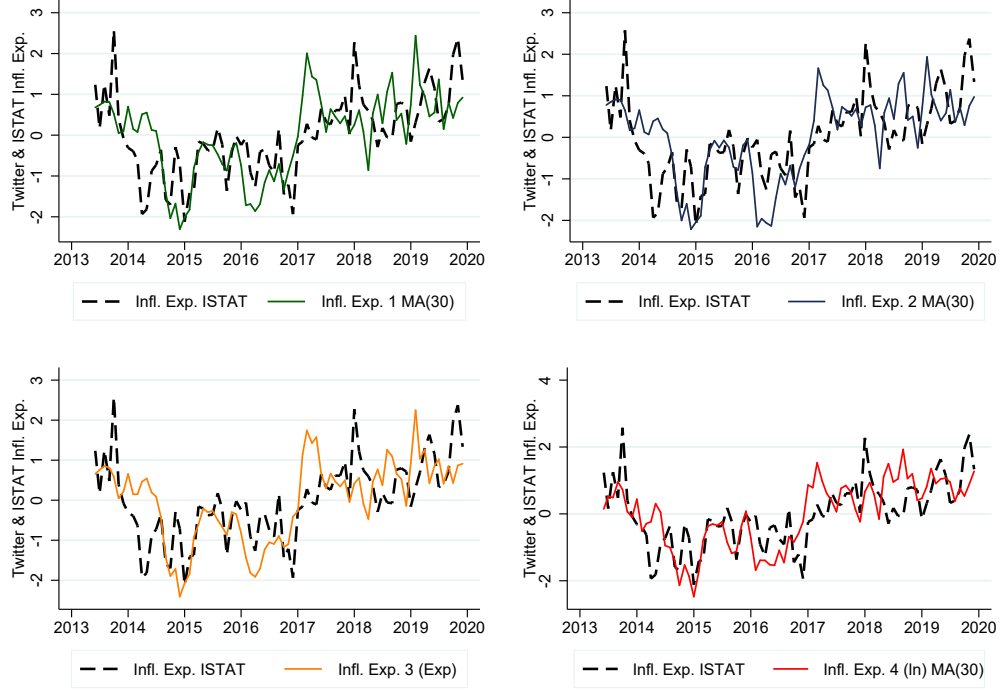 Twitter & ISTAT Infl. Exp.
3
2
1
0
-1
-2
2013 2014 2015 2016 2017 2018 2019 2020
Infl. Exp. ISTAT Infl. Exp. 1 MA(30)
Twitter & ISTAT Infl. Exp.
3
2
1
0
-1
-2
2013 2014 2015 2016 2017 2018 2019 2020
Infl. Exp. ISTAT Infl. Exp. 2 MA(30)
Twitter & ISTAT Infl. Exp.
3
2
1
0
-1
-2
2013 2014 2015 2016 2017 2018 2019 2020
Infl. Exp. ISTAT Infl. Exp. 3 (Exp)
Twitter & ISTAT Infl. Exp.
4
2
0
-2
2013 2014 2015 2016 2017 2018 2019 2020
Infl. Exp. ISTAT Infl. Exp. 4 (ln) MA(30)